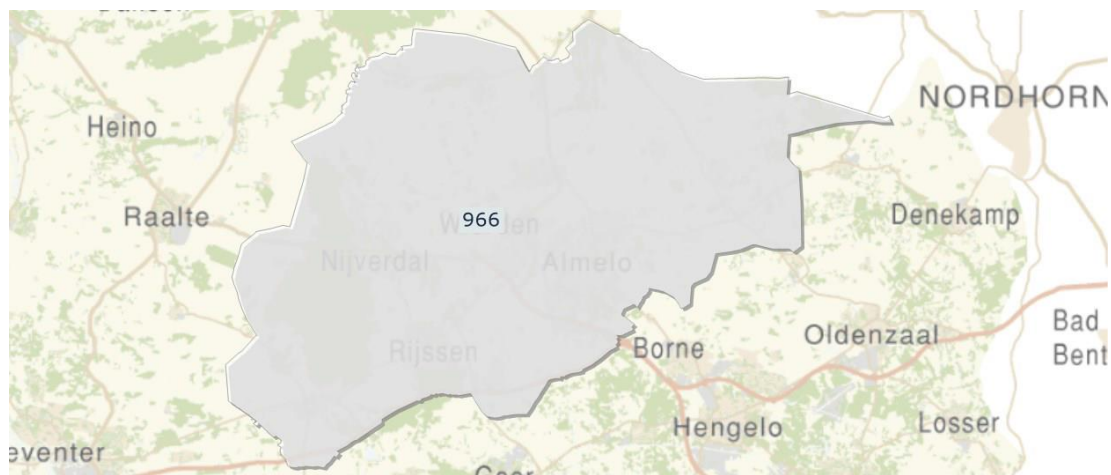 NORDHORN
Heino
Raalte
966
Wierden
Denekamp
Nijverdal
Almelo
Oldenzaal
Bad
Bent
Rijssen
Borne
Losser
Hengelo
eventer